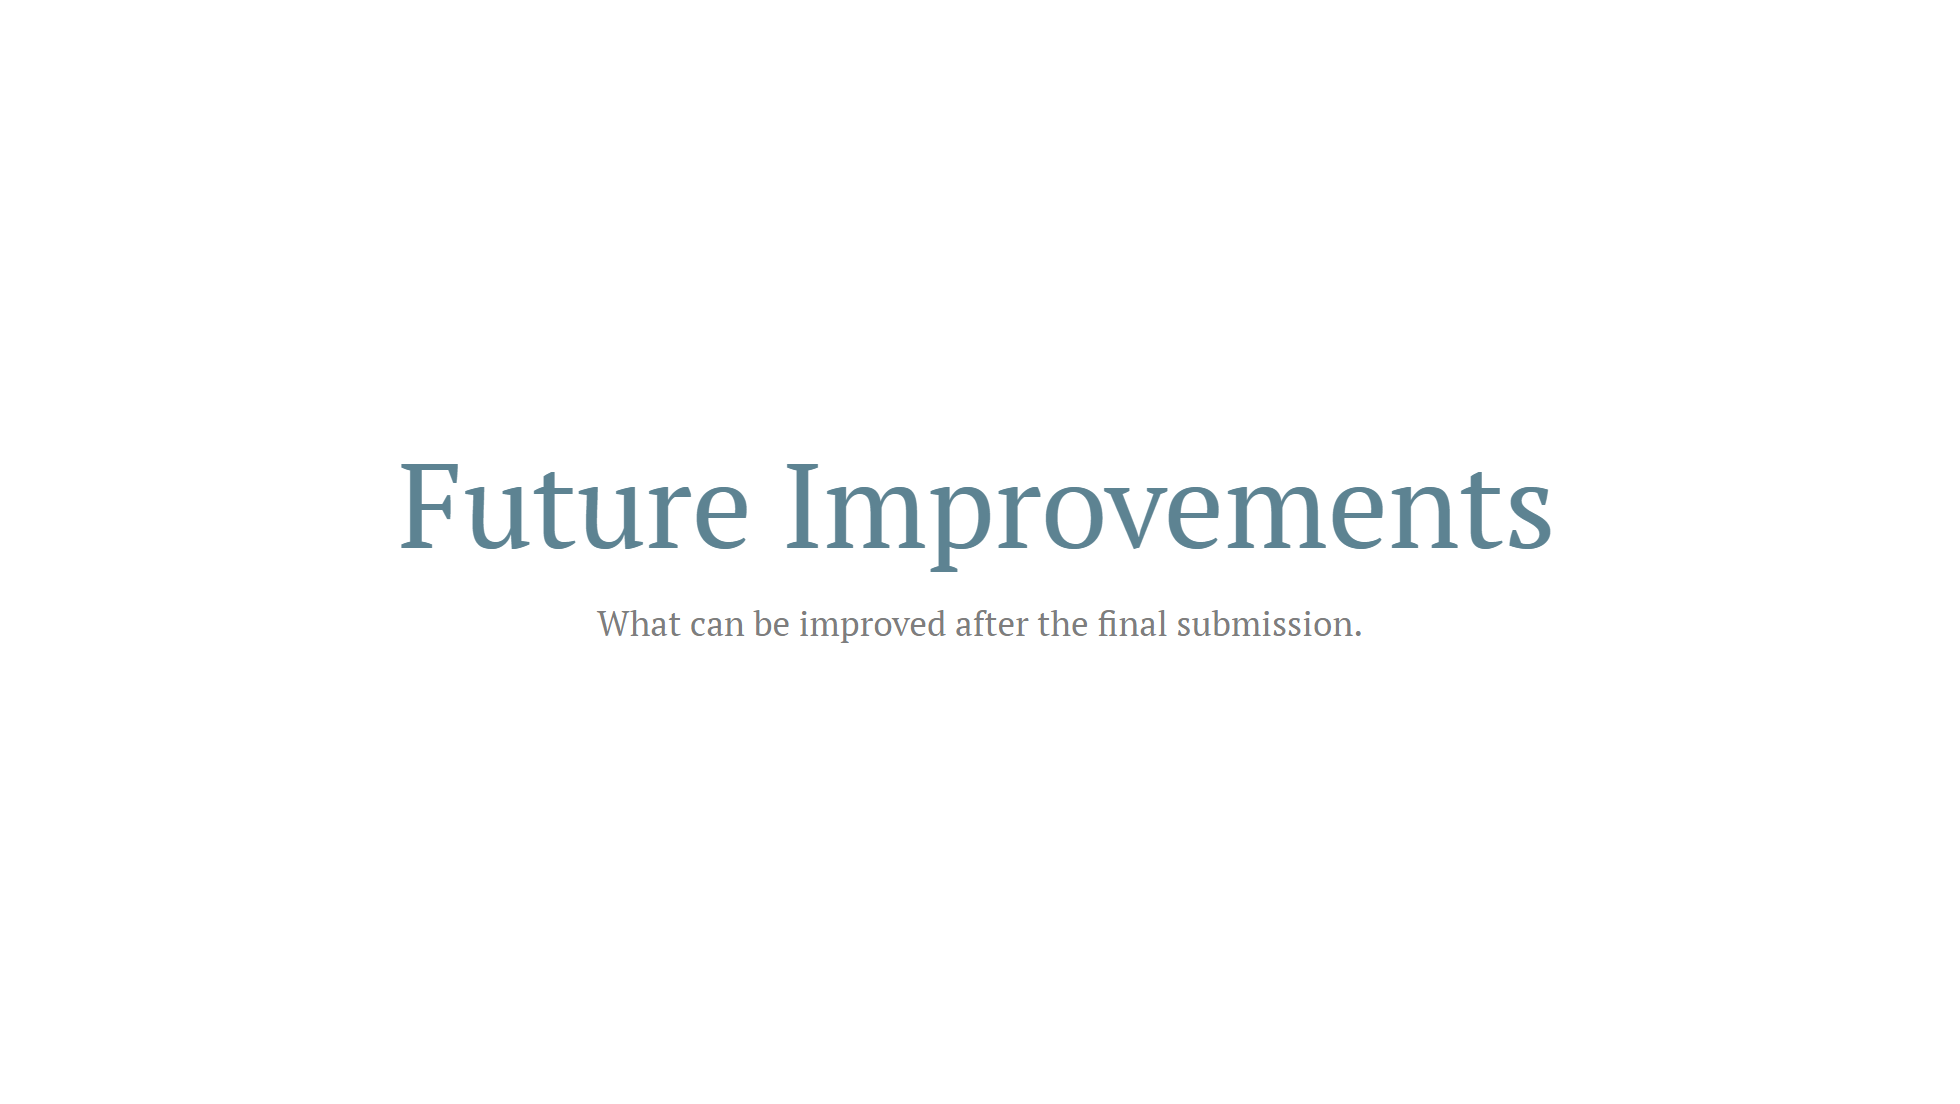 Future Improvements
What can be improved after the final submission.